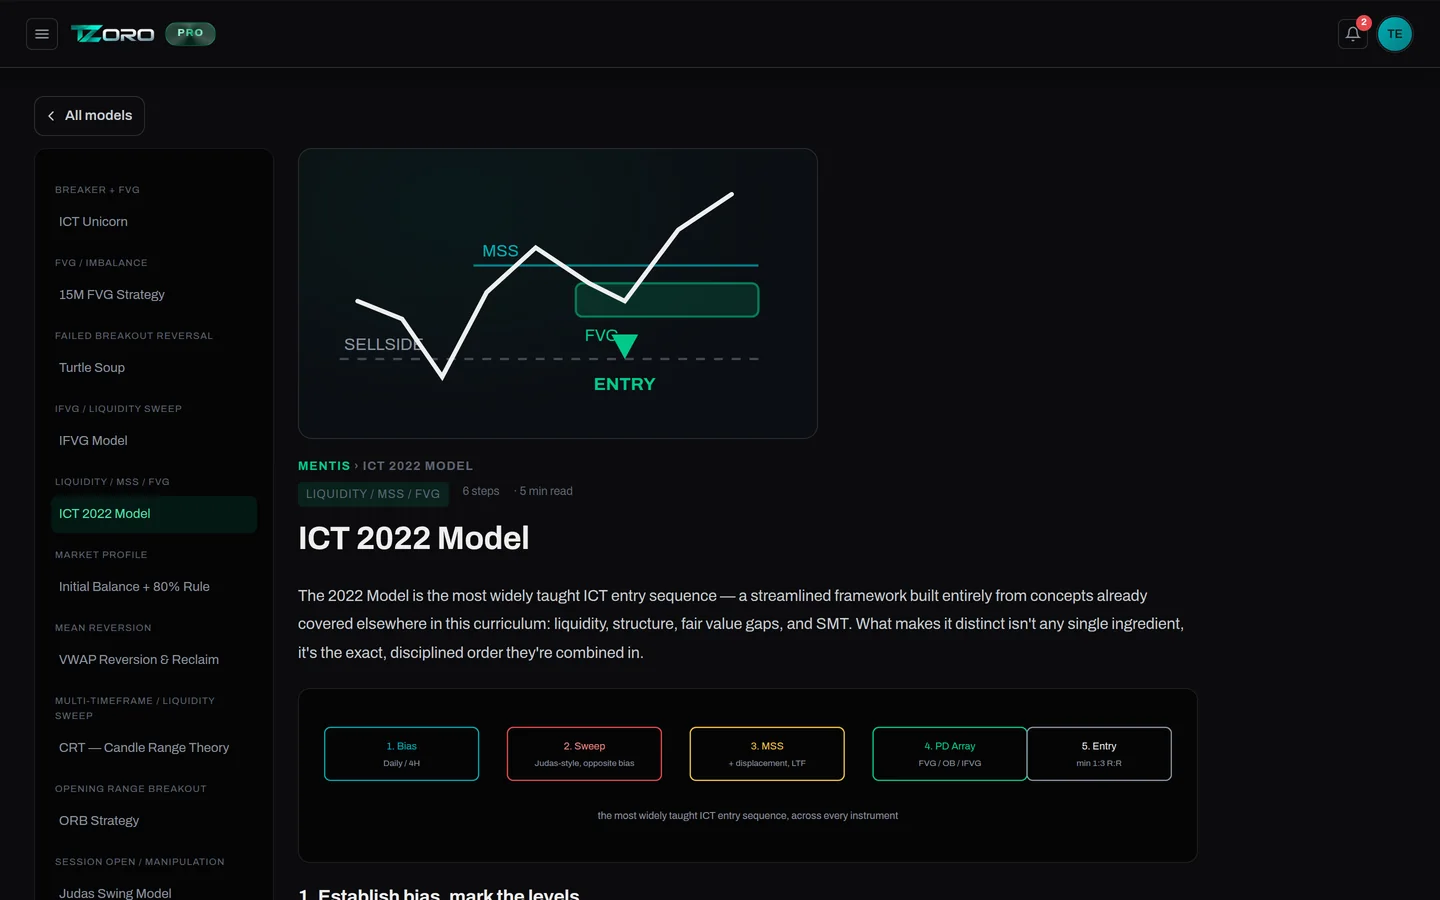 TZORO PRO
2
TE
All models
BREAKER + FVG
ICT Unicorn
FVG / IMBALANCE
15M FVG Strategy
FAILED BREAKOUT REVERSAL
Turtle Soup
IFVG / LIQUIDITY SWEEP
IFVG Model
LIQUIDITY / MSS / FVG
ICT 2022 Model
MARKET PROFILE
Initial Balance + 80% Rule
MEAN REVERSION
VWAP Reversion & Reclaim
MULTI-TIMEFRAME / LIQUIDITY
SWEEP
CRT — Candle Range Theory
OPENING RANGE BREAKOUT
ORB Strategy
SESSION OPEN / MANIPULATION
Judas Swing Model
MSS
SELLSIDE
FVG
ENTRY
MENTIS › ICT 2022 MODEL
LIQUIDITY / MSS / FVG 6 steps · 5 min read
ICT 2022 Model
The 2022 Model is the most widely taught ICT entry sequence — a streamlined framework built entirely from concepts already
covered elsewhere in this curriculum: liquidity, structure, fair value gaps, and SMT. What makes it distinct isn't any single ingredient,
it's the exact, disciplined order they're combined in.
1. Bias
Daily / 4H
2. Sweep
Judas-style, opposite bias
3. MSS
+ displacement, LTF
4. PD Array
FVG / OB / IFVG
5. Entry
min 1:3 R:R
the most widely taught ICT entry sequence, across every instrument
1. Establish bias, mark the levels